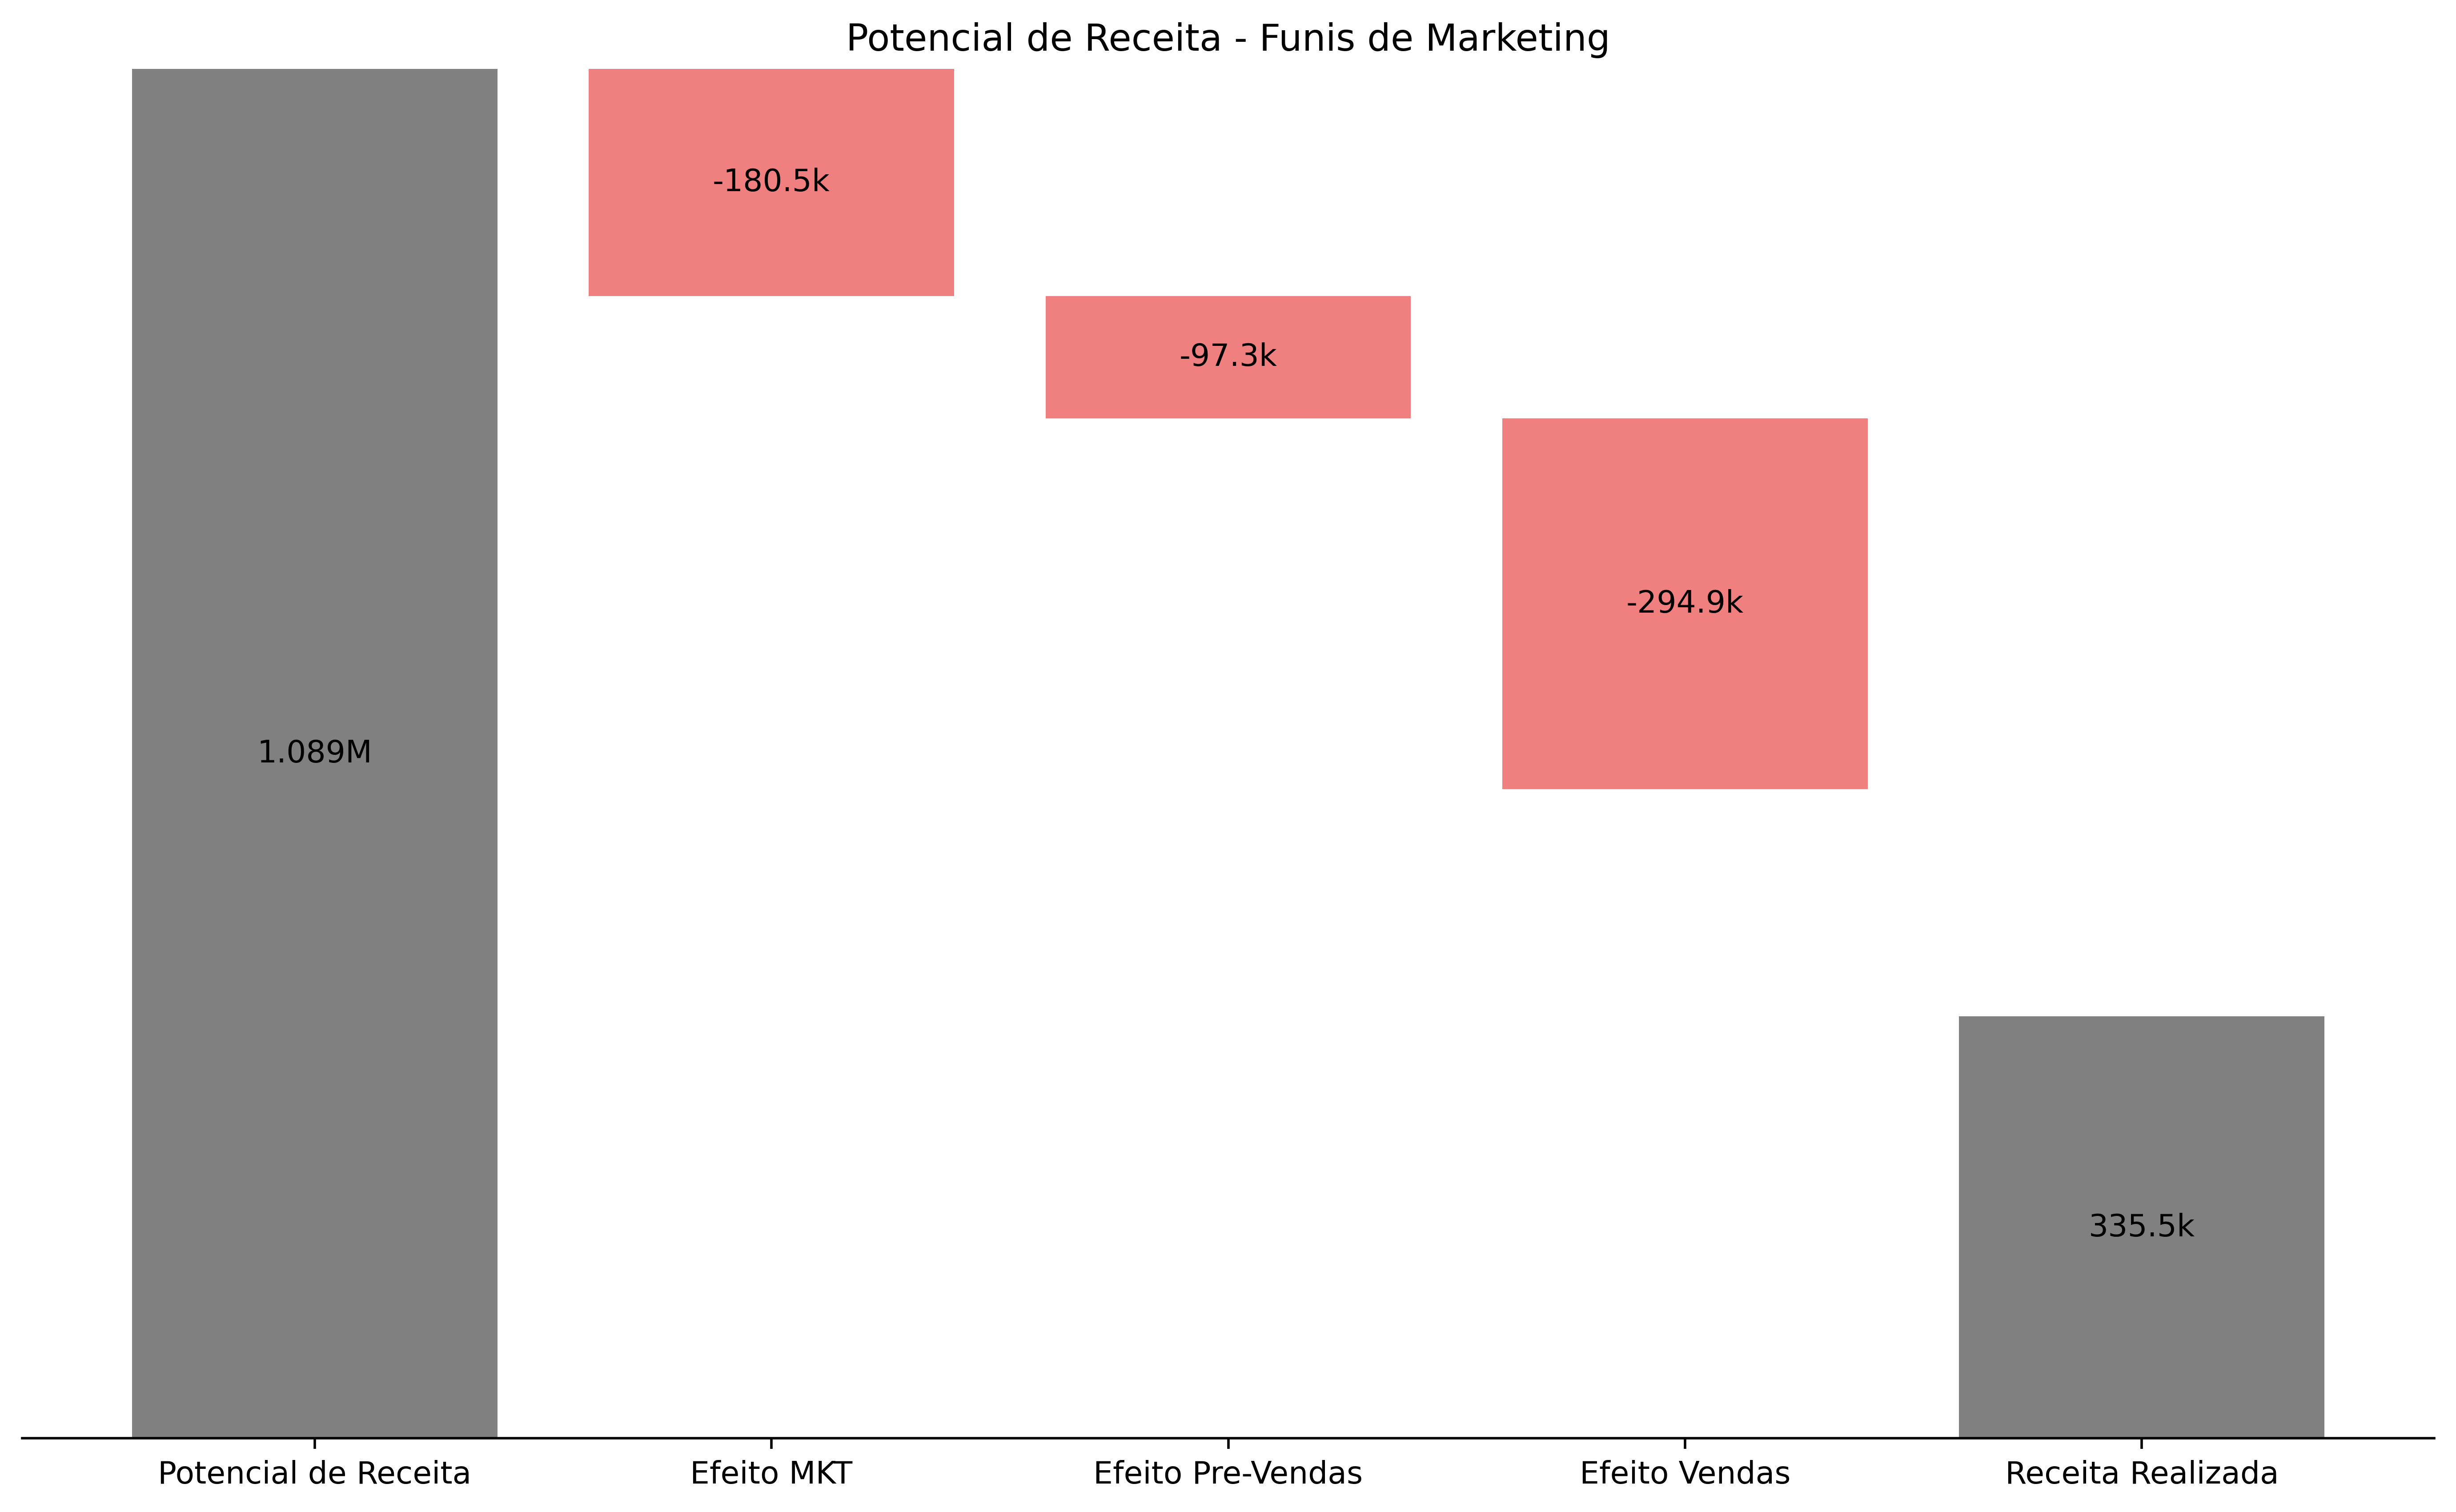 Potencial de Receita - Funis de Marketing
-180.5k
-97.3k
-294.9k
1.089M
335.5k
Potencial de Receita
Efeito MKT
Efeito Pre-Vendas
Efeito Vendas
Receita Realizada